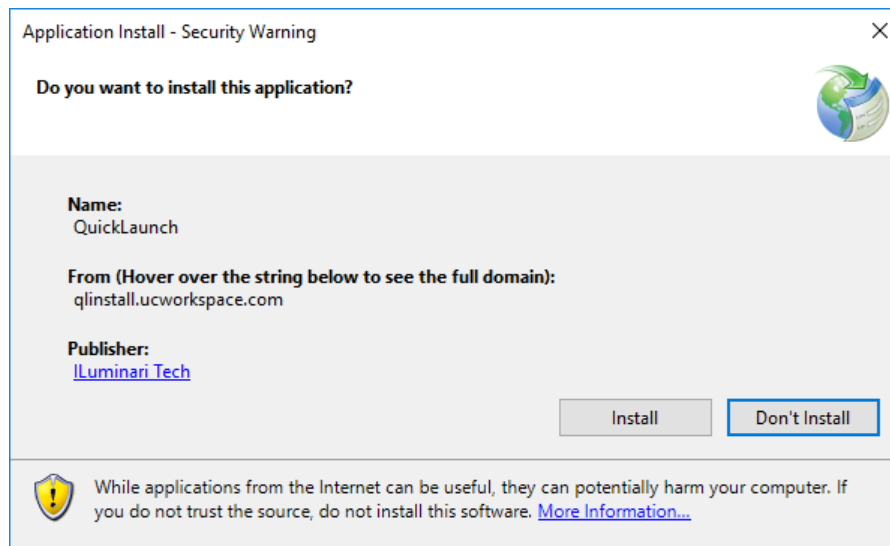 Application Install - Security Warning
Do you want to install this application?
Name:
QuickLaunch
From (Hover over the string below to see the full domain):
qlinstall.ucworkspace.com
Publisher:
ILuminari Tech
Install
Don't Install
While applications from the Internet can be useful, they can potentially harm your computer. If
you do not trust the source, do not install this software. More Information...